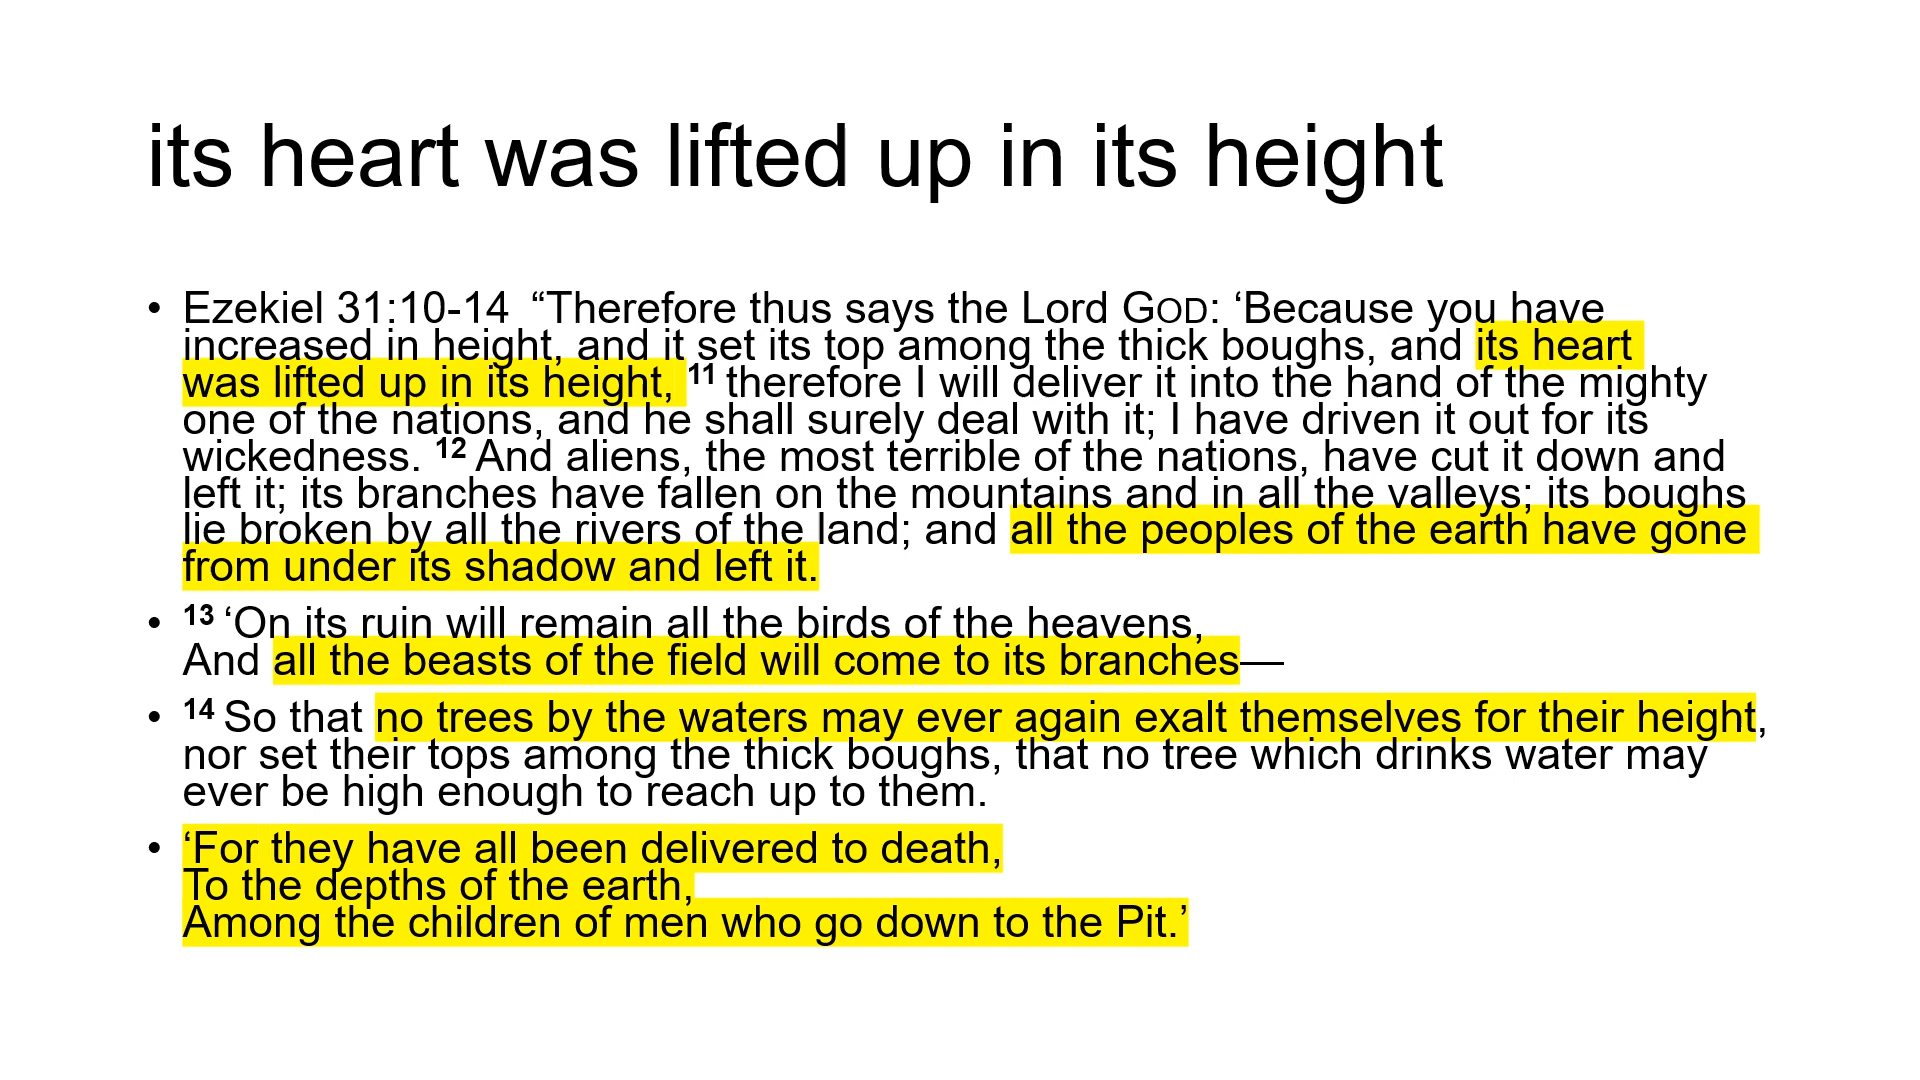 its heart was lifted up in its height
• Ezekiel 31:10-14  “Therefore thus says the Lord GOD: ‘Because you have
increased in height, and it set its top among the thick boughs, and its heart
was lifted up in its height, 11 therefore I will deliver it into the hand of the mighty
one of the nations, and he shall surely deal with it; I have driven it out for its
wickedness. 12 And aliens, the most terrible of the nations, have cut it down and
left it; its branches have fallen on the mountains and in all the valleys; its boughs
lie broken by all the rivers of the land; and all the peoples of the earth have gone
from under its shadow and left it.
• 13 ‘On its ruin will remain all the birds of the heavens,
And all the beasts of the field will come to its branches—
• 14 So that no trees by the waters may ever again exalt themselves for their height,
nor set their tops among the thick boughs, that no tree which drinks water may
ever be high enough to reach up to them.
• ‘For they have all been delivered to death,
To the depths of the earth,
Among the children of men who go down to the Pit.’